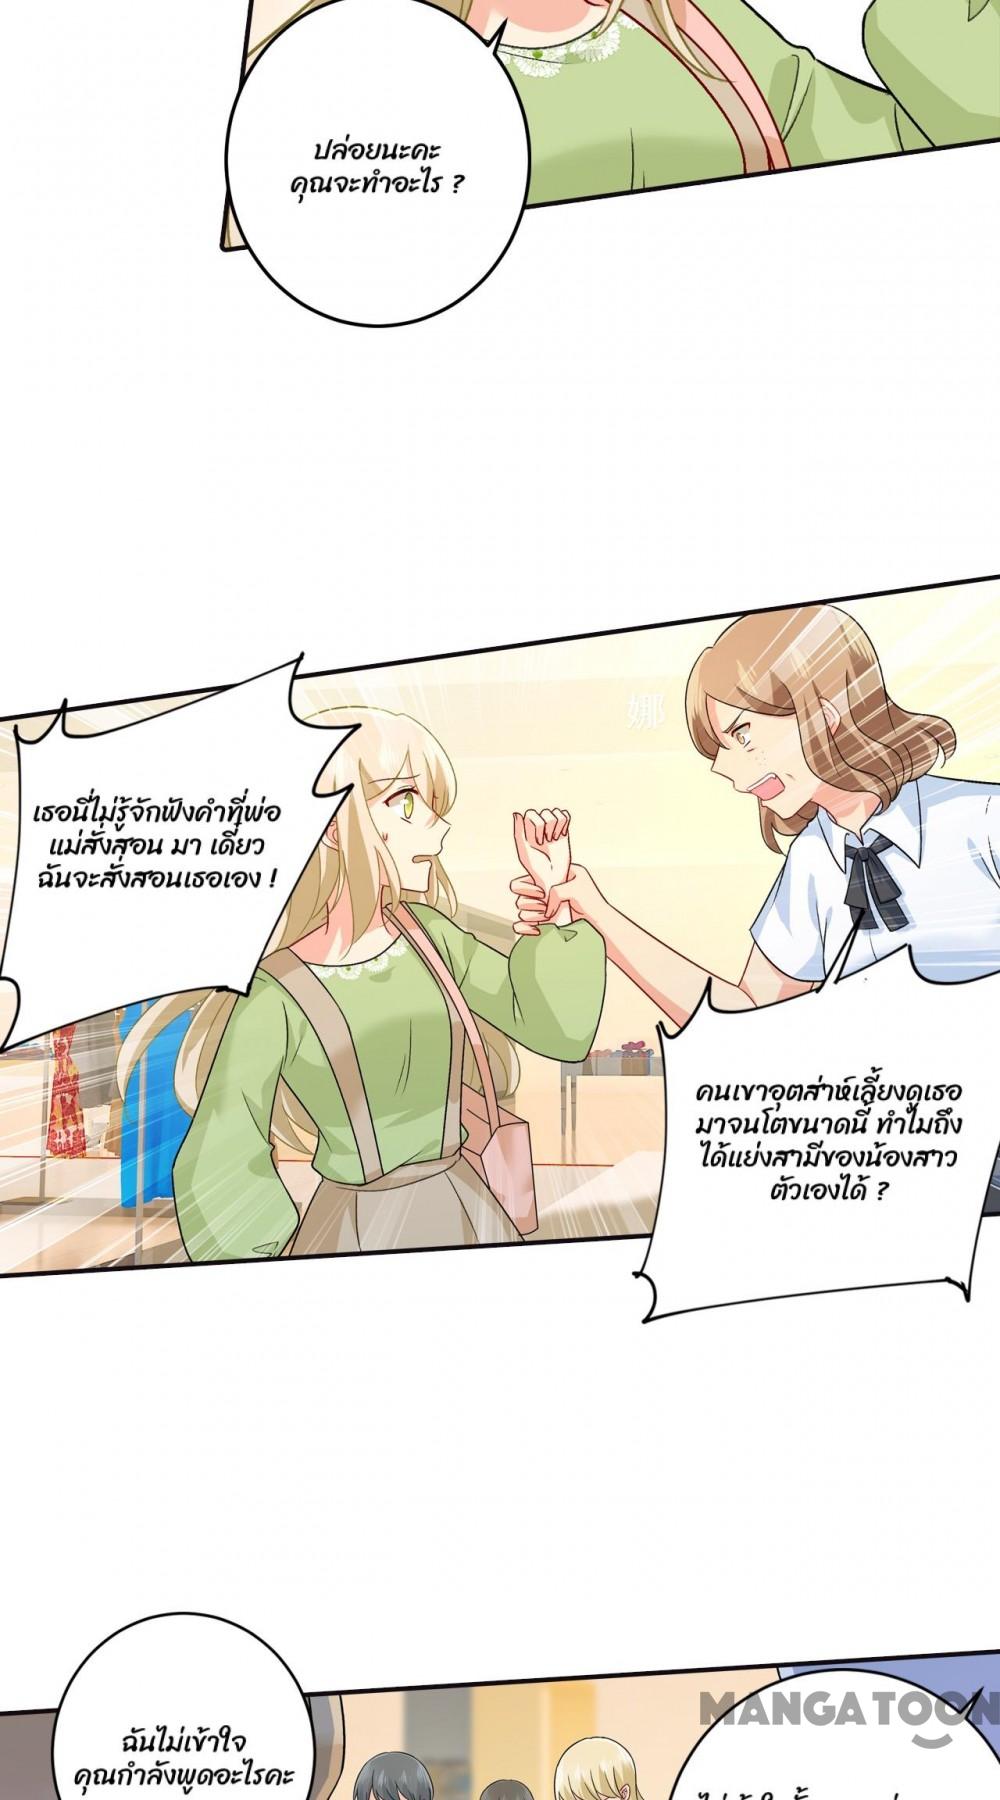 ปล่อยนะคะ
คุณจะทำอะไร ?
娜
เธอนี่ไม่รู้จักฟังคำที่พ่อ
แม่สั่งสอน มา เดี๋ยว
ฉันจะสั่งสอนเธอเอง !
คนเขาอุตส่าห์เลี้ยงดูเธอ
มาจนโตขนาดนี้ ทำไมถึง
ได้แย่งสามีของน้องสาว
ตัวเองได้ ?
MANGATOON
ฉันไม่เข้าใจ
คุณกำลังพูดอะไรคะ